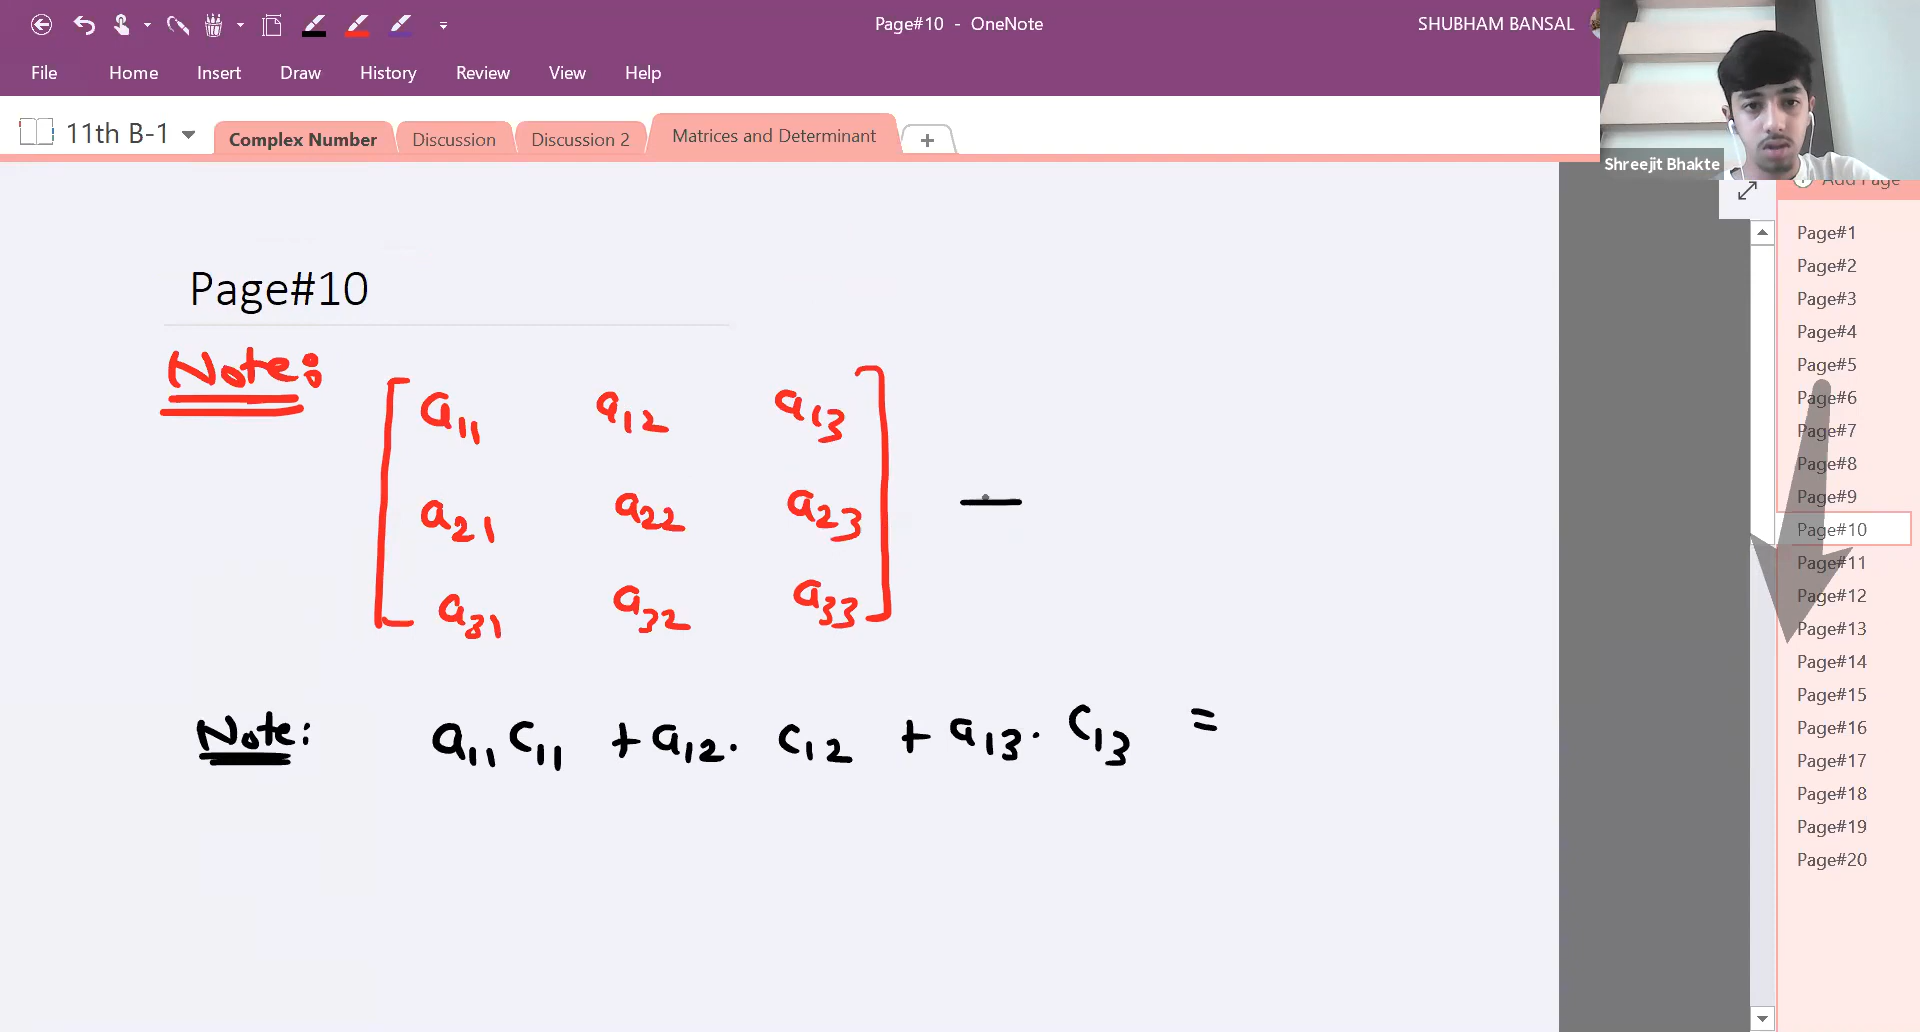 Page#10 - OneNote
SHUBHAM BANSAL
File Home Insert Draw History Review View Help
11th B-1 Complex Number Discussion Discussion 2 Matrices and Determinant +
Shreejit Bhakte
Add Page
Page#10
Note:
a11 a12 a13
a21 a22 a23
a31 a32 a33
—
Note: a11 c11 + a12 . c12 + a13 . c13 =
Page#1
Page#2
Page#3
Page#4
Page#5
Page#6
Page#7
Page#8
Page#9
Page#10
Page#11
Page#12
Page#13
Page#14
Page#15
Page#16
Page#17
Page#18
Page#19
Page#20